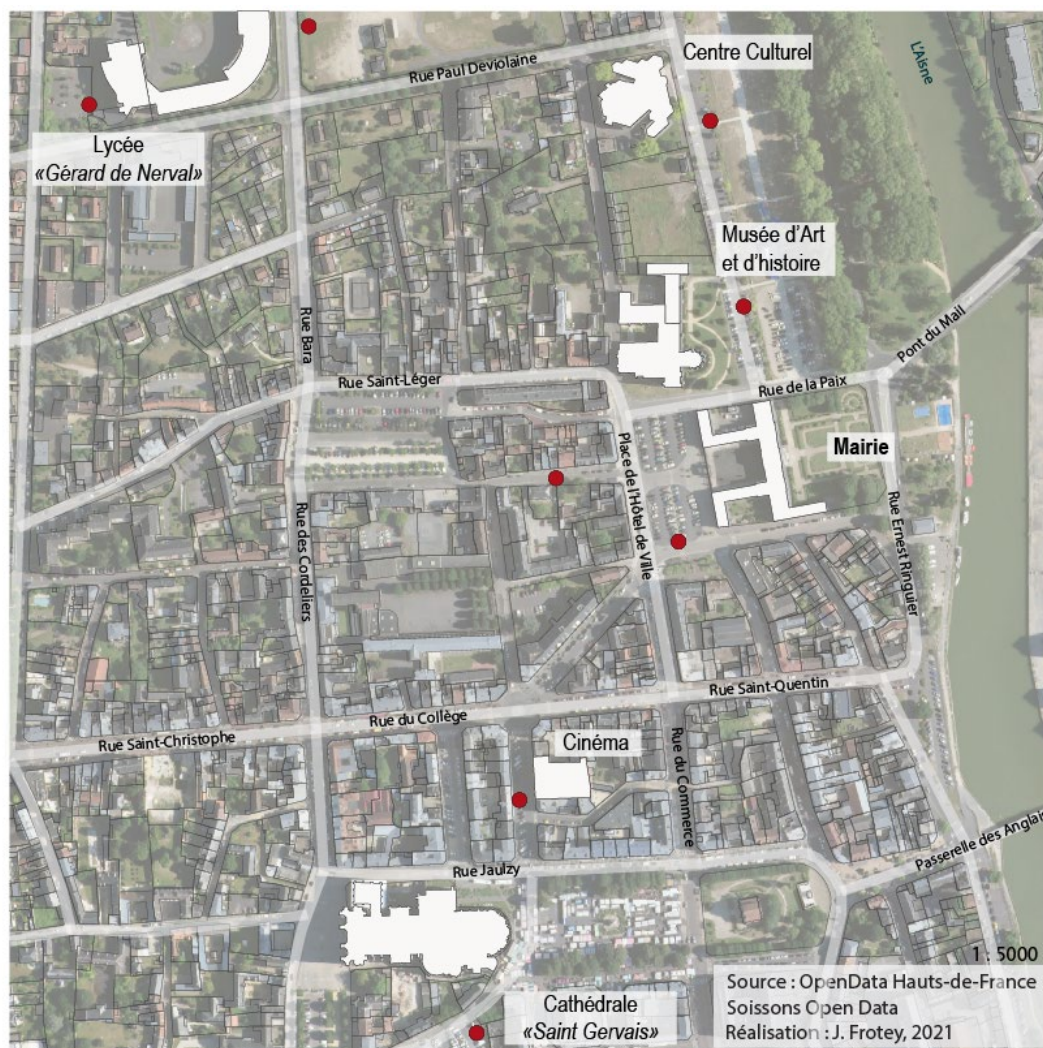 L'Aisne
Centre Culturel
Rue Paul Deviolaine
Lycée
«Gérard de Nerval»
Musée d'Art
et d'histoire
Rue Bara
Pont du Mail
Rue Saint-Léger
Rue de la Paix
Place de l'Hôtel de Ville
Mairie
Rue des Cordeliers
Rue Ernest Ringuier
Rue Saint-Quentin
Rue du Collège
Rue Saint-Christophe
Cinéma
Rue du Commerce
Passerelle des Anglais
Rue Jaulzy
1 : 5000
Cathédrale
«Saint Gervais»
Source : OpenData Hauts-de-France
Soissons Open Data
Réalisation : J. Frotey, 2021